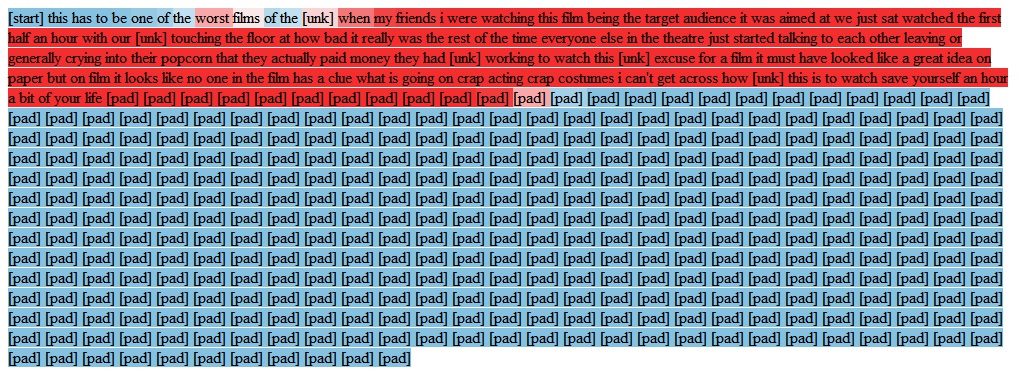 [start] this has to be one of the worst films of the [unk] when my friends i were watching this film being the target audience it was aimed at we just sat watched the first
half an hour with our [unk] touching the floor at how bad it really was the rest of the time everyone else in the theatre just started talking to each other leaving or
generally crying into their popcorn that they actually paid money they had [unk] working to watch this [unk] excuse for a film it must have looked like a great idea on
paper but on film it looks like no one in the film has a clue what is going on crap acting crap costumes i can't get across how [unk] this is to watch save yourself an hour
a bit of your life [pad] [pad] [pad] [pad] [pad] [pad] [pad] [pad] [pad] [pad] [pad] [pad] [pad] [pad] [pad] [pad] [pad] [pad] [pad] [pad] [pad] [pad] [pad] [pad]
[pad] [pad] [pad] [pad] [pad] [pad] [pad] [pad] [pad] [pad] [pad] [pad] [pad] [pad] [pad] [pad] [pad] [pad] [pad] [pad] [pad] [pad] [pad] [pad] [pad] [pad] [pad]
[pad] [pad] [pad] [pad] [pad] [pad] [pad] [pad] [pad] [pad] [pad] [pad] [pad] [pad] [pad] [pad] [pad] [pad] [pad] [pad] [pad] [pad] [pad] [pad] [pad] [pad] [pad]
[pad] [pad] [pad] [pad] [pad] [pad] [pad] [pad] [pad] [pad] [pad] [pad] [pad] [pad] [pad] [pad] [pad] [pad] [pad] [pad] [pad] [pad] [pad] [pad] [pad] [pad] [pad]
[pad] [pad] [pad] [pad] [pad] [pad] [pad] [pad] [pad] [pad] [pad] [pad] [pad] [pad] [pad] [pad] [pad] [pad] [pad] [pad] [pad] [pad] [pad] [pad] [pad] [pad] [pad]
[pad] [pad] [pad] [pad] [pad] [pad] [pad] [pad] [pad] [pad] [pad] [pad] [pad] [pad] [pad] [pad] [pad] [pad] [pad] [pad] [pad] [pad] [pad] [pad] [pad] [pad] [pad]
[pad] [pad] [pad] [pad] [pad] [pad] [pad] [pad] [pad] [pad] [pad] [pad] [pad] [pad] [pad] [pad] [pad] [pad] [pad] [pad] [pad] [pad] [pad] [pad] [pad] [pad] [pad]
[pad] [pad] [pad] [pad] [pad] [pad] [pad] [pad] [pad] [pad] [pad] [pad] [pad] [pad] [pad] [pad] [pad] [pad] [pad] [pad] [pad] [pad] [pad] [pad] [pad] [pad] [pad]
[pad] [pad] [pad] [pad] [pad] [pad] [pad] [pad] [pad] [pad] [pad] [pad] [pad] [pad] [pad] [pad] [pad] [pad] [pad] [pad] [pad] [pad] [pad] [pad] [pad] [pad] [pad]
[pad] [pad] [pad] [pad] [pad] [pad] [pad] [pad] [pad] [pad] [pad] [pad] [pad] [pad] [pad] [pad] [pad] [pad] [pad] [pad] [pad] [pad] [pad] [pad] [pad] [pad] [pad]
[pad] [pad] [pad] [pad] [pad] [pad] [pad] [pad] [pad] [pad] [pad] [pad] [pad] [pad] [pad] [pad] [pad] [pad] [pad] [pad] [pad] [pad] [pad] [pad] [pad] [pad] [pad]
[pad] [pad] [pad] [pad] [pad] [pad] [pad] [pad] [pad] [pad] [pad] [pad] [pad] [pad] [pad] [pad] [pad] [pad] [pad] [pad] [pad] [pad] [pad] [pad] [pad] [pad] [pad]
[pad] [pad] [pad] [pad] [pad] [pad] [pad] [pad] [pad] [pad] [pad] [pad] [pad] [pad] [pad] [pad] [pad] [pad] [pad] [pad] [pad] [pad] [pad] [pad] [pad] [pad] [pad]
[pad] [pad] [pad] [pad] [pad] [pad] [pad] [pad] [pad] [pad] [pad]